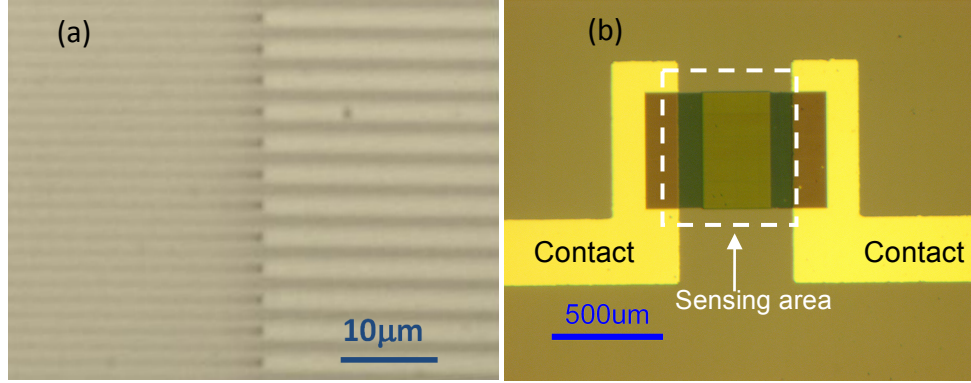 (a)
10μm
(b)
Contact
Contact
Sensing area
500um